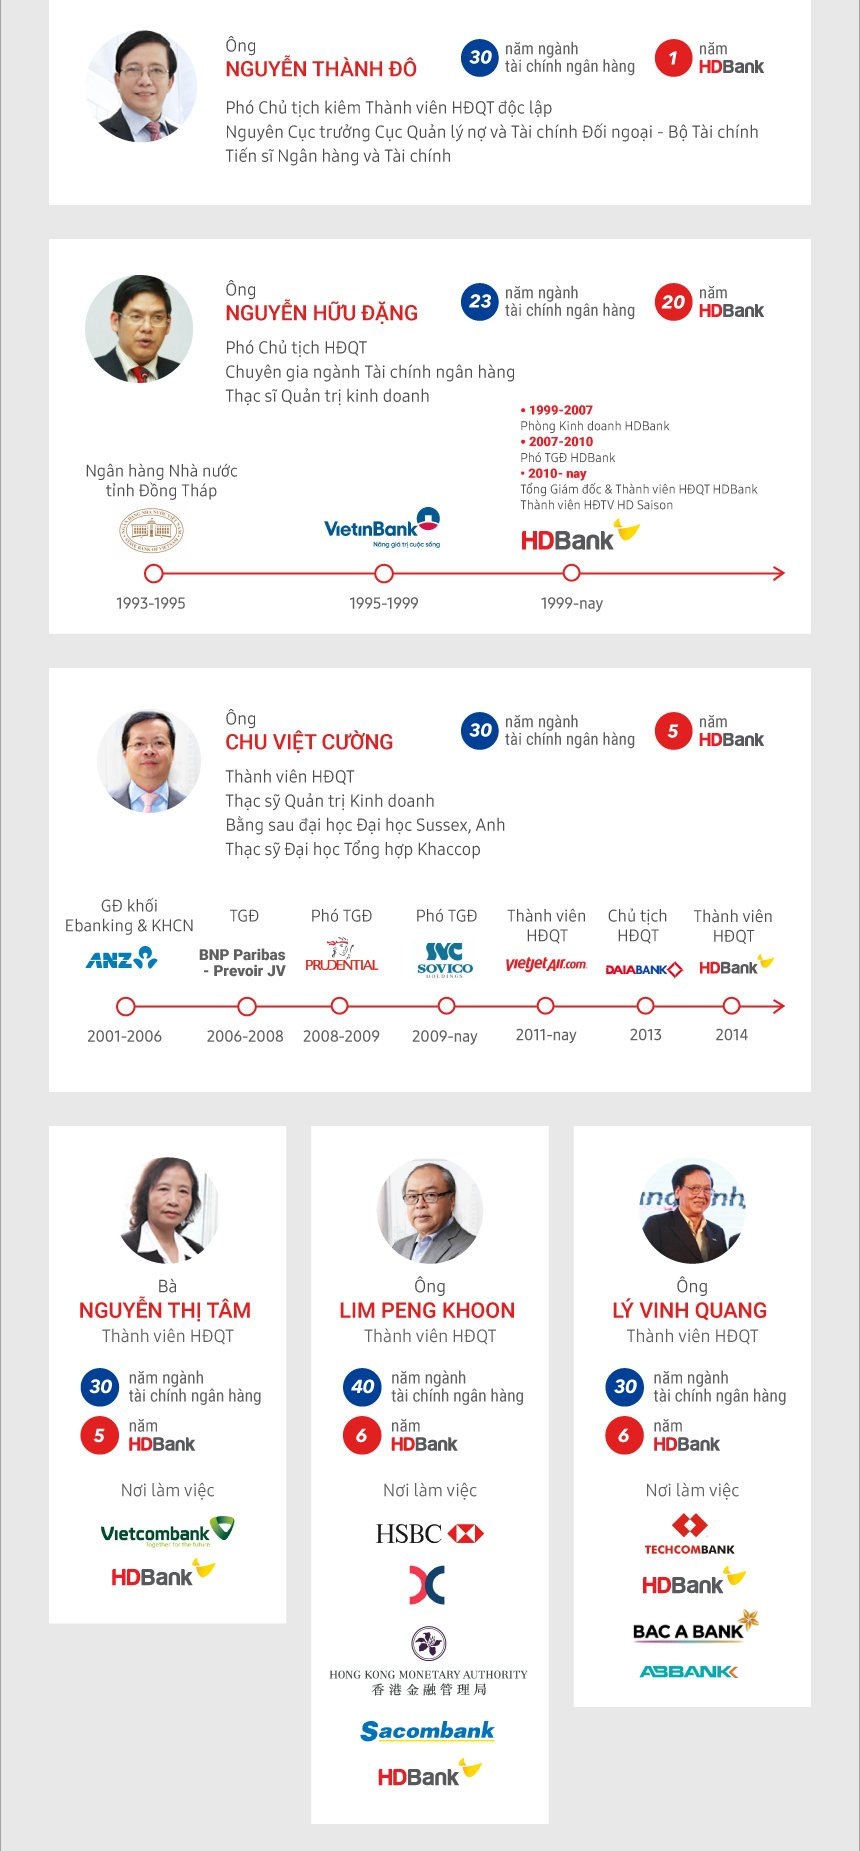 Ông
NGUYỄN THÀNH ĐÔ
30 năm ngành
tài chính ngân hàng
1 năm
HDBank
Phó Chủ tịch kiêm Thành viên HĐQT độc lập
Nguyên Cục trưởng Cục Quản lý nợ và Tài chính Đối ngoại - Bộ Tài chính
Tiến sĩ Ngân hàng và Tài chính
Ông
NGUYỄN HỮU ĐẶNG
23 năm ngành
tài chính ngân hàng
20 năm
HDBank
Phó Chủ tịch HĐQT
Chuyên gia ngành Tài chính ngân hàng
Thạc sĩ Quản trị kinh doanh
• 1999-2007
Phòng Kinh doanh HDBank
• 2007-2010
Phó TGĐ HDBank
• 2010- nay
Tổng Giám đốc & Thành viên HĐQT HDBank
Thành viên HĐTV HD Saison
Ngân hàng Nhà nước
tỉnh Đồng Tháp
VietinBank
Nâng giá trị cuộc sống
HDBank
1993-1995
1995-1999
1999-nay
Ông
CHU VIỆT CƯỜNG
30 năm ngành
tài chính ngân hàng
5 năm
HDBank
Thành viên HĐQT
Thạc sỹ Quản trị Kinh doanh
Bằng sau đại học Đại học Sussex, Anh
Thạc sỹ Đại học Tổng hợp Khaccop
GĐ khối
Ebanking & KHCN
ANZ
TGĐ
BNP Paribas
- Prevoir JV
Phó TGĐ
PRUDENTIAL
Phó TGĐ
SVC
SOVICO
HOLDINGS
Thành viên
HĐQT
VietjetAir.com
Chủ tịch
HĐQT
DAIABANK
Thành viên
HĐQT
HDBank
2001-2006
2006-2008
2008-2009
2009-nay
2011-nay
2013
2014
Bà
NGUYỄN THỊ TÂM
Thành viên HĐQT
30 năm ngành
tài chính ngân hàng
5 năm
HDBank
Nơi làm việc
Vietcombank
Together for the future
HDBank
Ông
LIM PENG KHOON
Thành viên HĐQT
40 năm ngành
tài chính ngân hàng
6 năm
HDBank
Nơi làm việc
HSBC
HONG KONG MONETARY AUTHORITY
香港金融管理局
Sacombank
HDBank
Ông
LÝ VINH QUANG
Thành viên HĐQT
30 năm ngành
tài chính ngân hàng
6 năm
HDBank
Nơi làm việc
TECHCOMBANK
HDBank
BAC A BANK
ABBANK